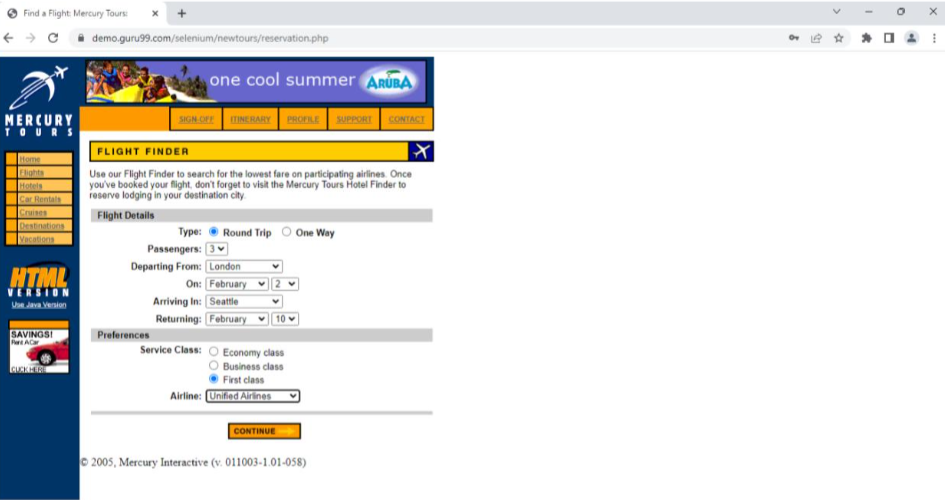 Find a Flight: Mercury Tours:
demo.guru99.com/selenium/newtours/reservation.php
one cool summer ARUBA
MERCURY
TOURS
SIGN-OFF ITINERARY PROFILE SUPPORT CONTACT
FLIGHT FINDER
Home
Flights
Hotels
Car Rentals
Cruises
Destinations
Vacations
HTML
VERSION
Use Java Version
SAVINGS!
Rent A Car
CLICK HERE
Use our Flight Finder to search for the lowest fare on participating airlines. Once
you've booked your flight, don't forget to visit the Mercury Tours Hotel Finder to
reserve lodging in your destination city.
Flight Details
Type: Round Trip One Way
Passengers: 3
Departing From: London
On: February 2
Arriving In: Seattle
Returning: February 10
Preferences
Service Class: Economy class
Business class
First class
Airline: Unified Airlines
CONTINUE
© 2005, Mercury Interactive (v. 011003-1.01-058)